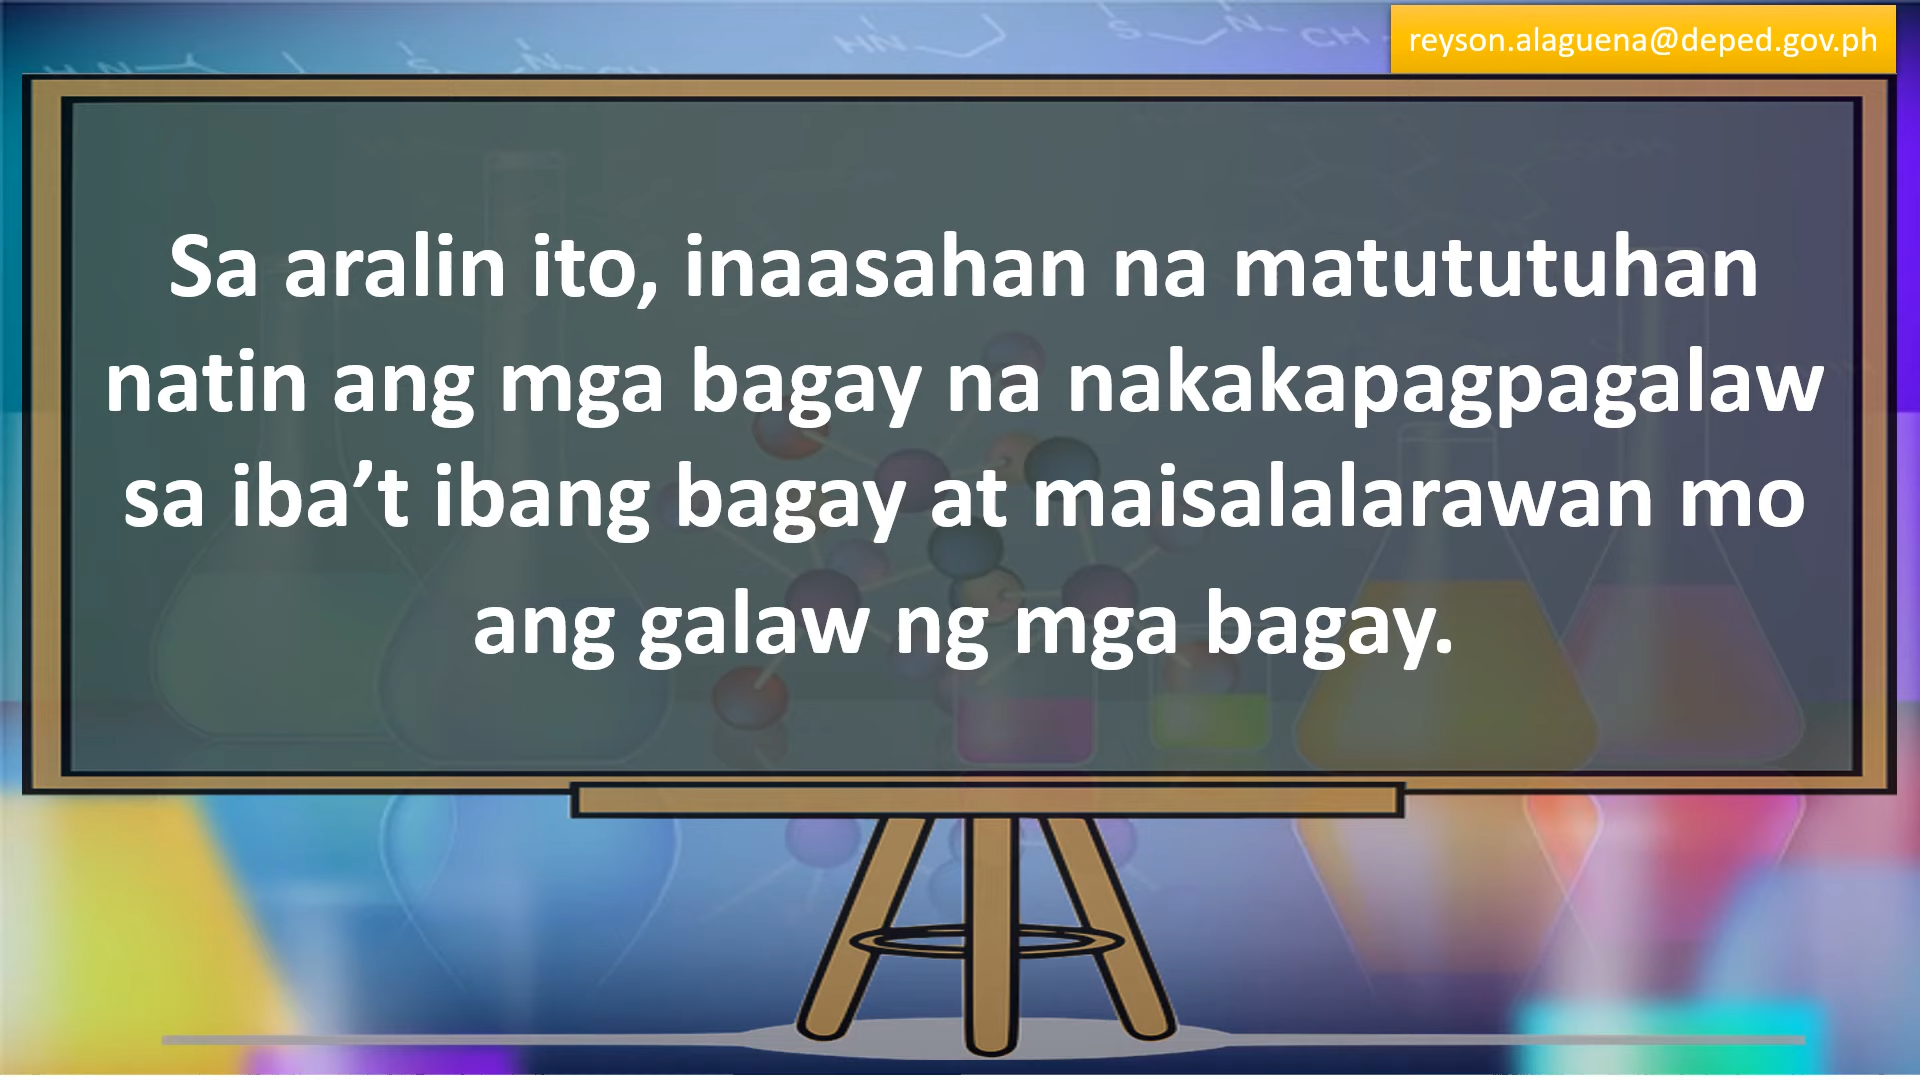 reyson.alaguena@deped.gov.ph
Sa aralin ito, inaasahan na matututuhan
natin ang mga bagay na nakakapagpagalaw
sa iba’t ibang bagay at maisalalarawan mo
ang galaw ng mga bagay.